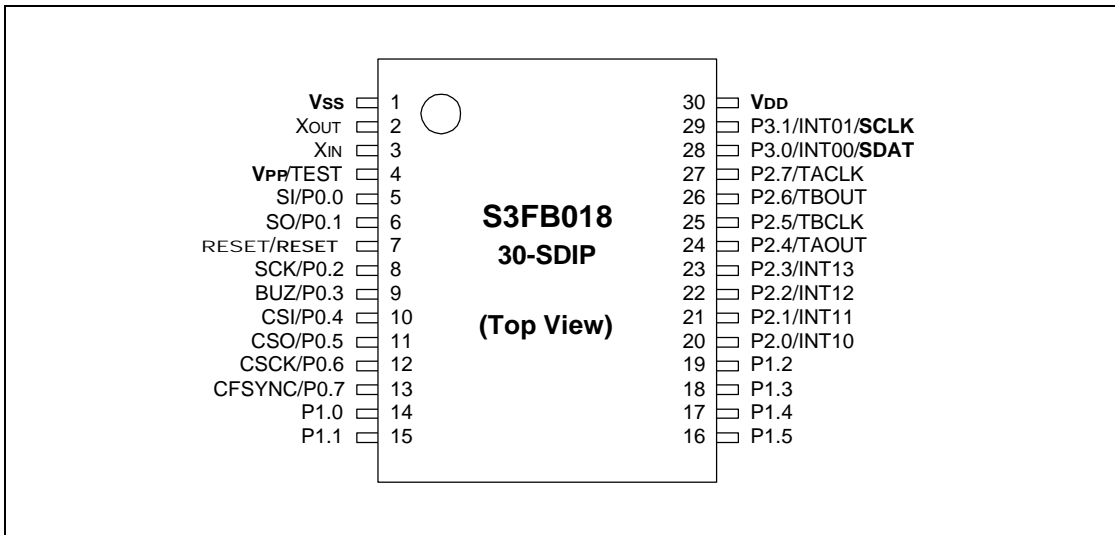 VSS 1
XOUT 2
XIN 3
VPP/TEST 4
SI/P0.0 5
SO/P0.1 6
RESET/RESET 7
SCK/P0.2 8
BUZ/P0.3 9
CSI/P0.4 10
CSO/P0.5 11
CSCK/P0.6 12
CFSYNC/P0.7 13
P1.0 14
P1.1 15
S3FB018
30-SDIP
(Top View)
30 VDD
29 P3.1/INT01/SCLK
28 P3.0/INT00/SDAT
27 P2.7/TACLK
26 P2.6/TBOUT
25 P2.5/TBCLK
24 P2.4/TAOUT
23 P2.3/INT13
22 P2.2/INT12
21 P2.1/INT11
20 P2.0/INT10
19 P1.2
18 P1.3
17 P1.4
16 P1.5